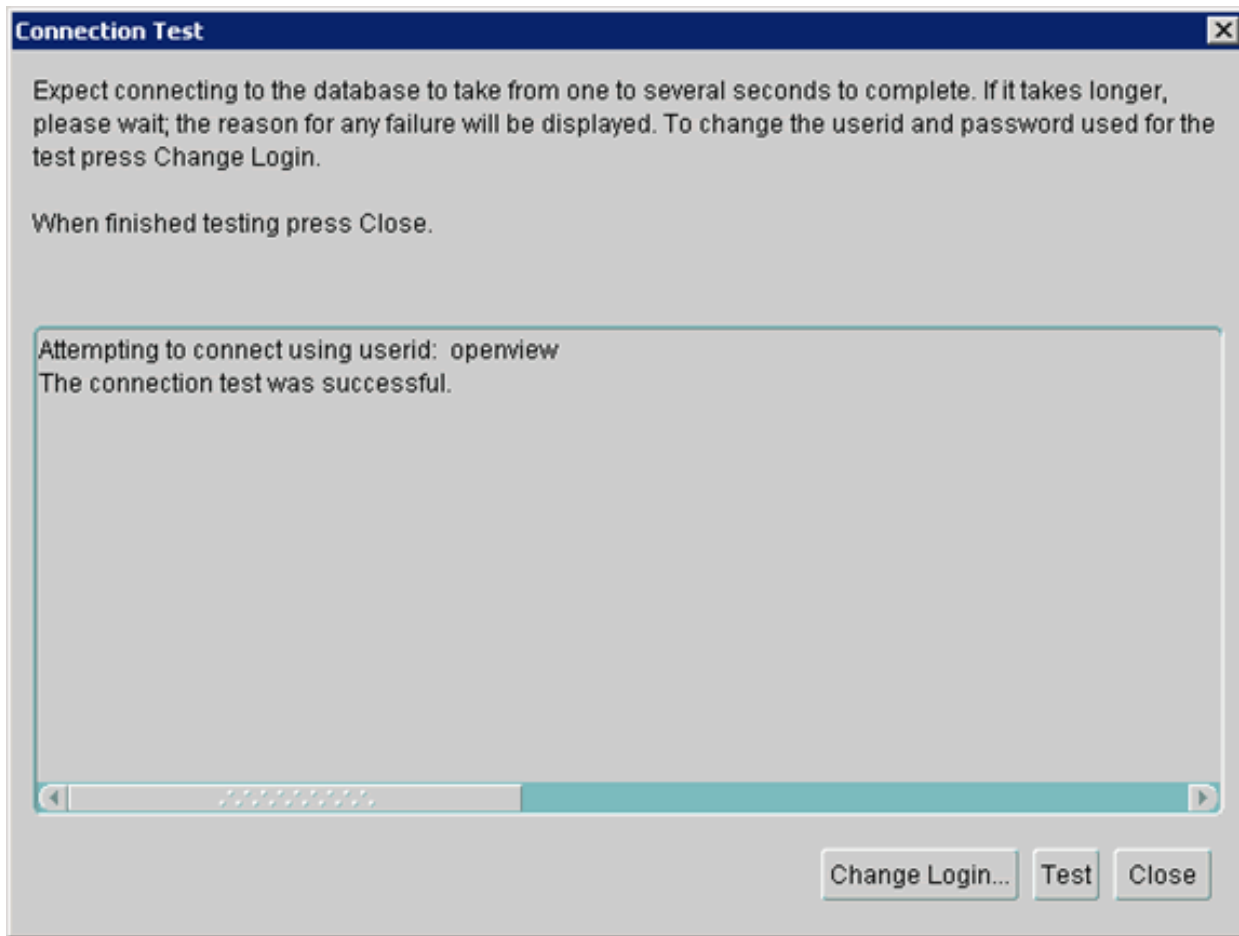 Connection Test
Expect connecting to the database to take from one to several seconds to complete. If it takes longer,
please wait; the reason for any failure will be displayed. To change the userid and password used for the
test press Change Login.
When finished testing press Close.
Attempting to connect using userid:  openview
The connection test was successful.
Change Login... Test Close